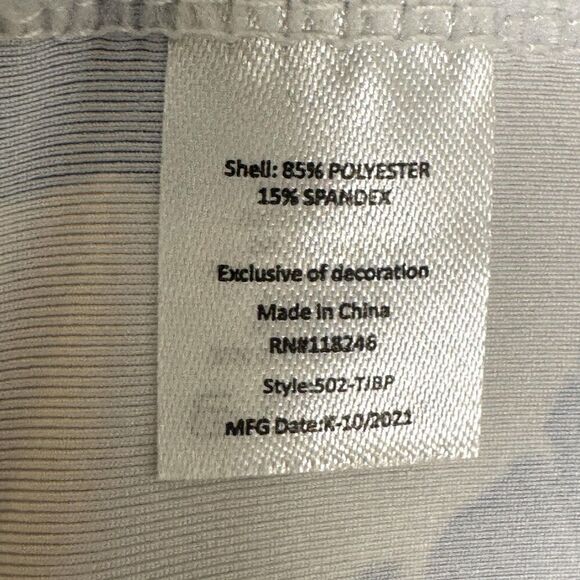 Shell: 85% POLYESTER
15% SPANDEX
Exclusive of decoration
Made in China
RN#118246
Style:502-TJBP
MFG Date:K-10/2021